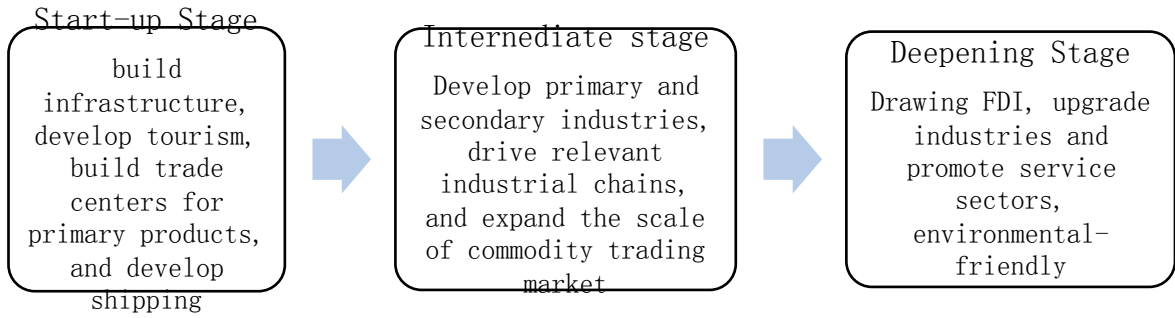 Start-up Stage
build
infrastructure,
develop tourism,
build trade
centers for
primary products,
and develop
shipping
Internediate stage
Develop primary and
secondary industries,
drive relevant
industrial chains,
and expand the scale
of commodity trading
market
Deepening Stage
Drawing FDI, upgrade
industries and
promote service
sectors,
environmental-
friendly